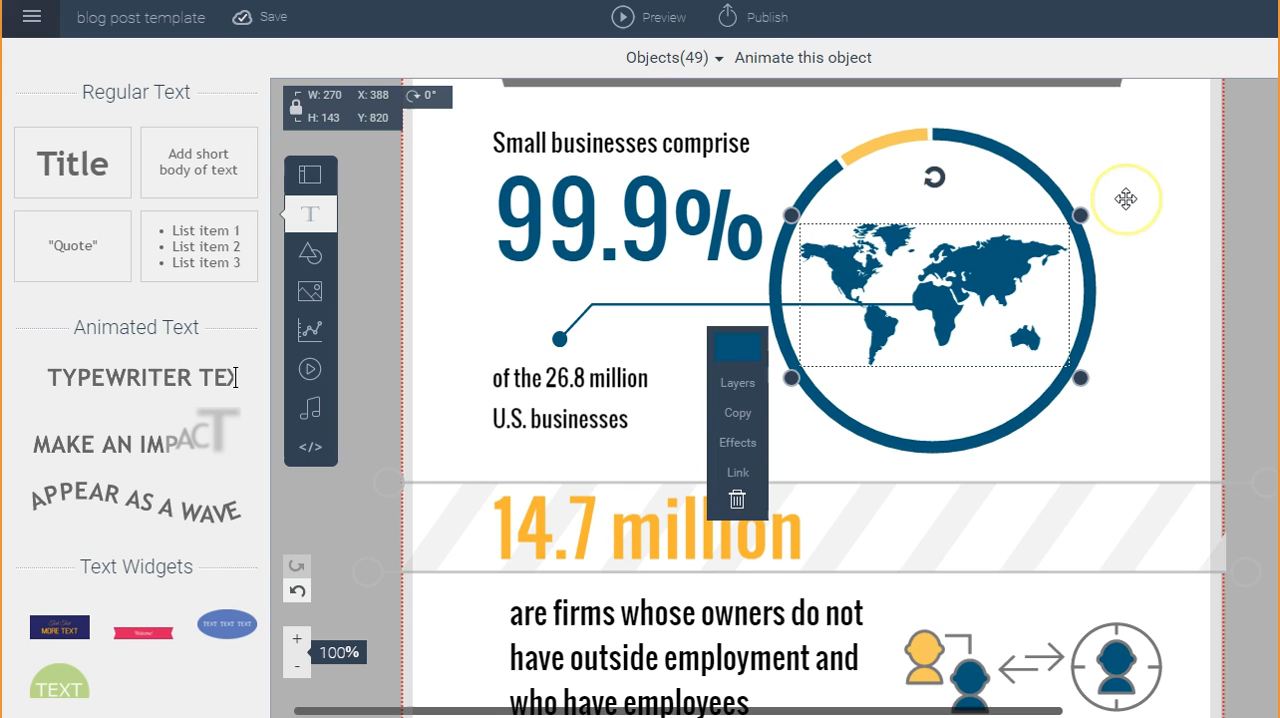 blog post template
Save
Preview
Publish
Objects(49)
Animate this object
Regular Text
Title
Add short
body of text
"Quote"
• List item 1
• List item 2
• List item 3
Animated Text
TYPEWRITER TEX
MAKE AN IMPACT
APPEAR AS A WAVE
Text Widgets
MORE TEXT
Welcome!
TEXT TEXT TEXT
TEXT
W: 270 X: 388 0°
H: 143 Y: 820
T
</>
+
100%
-
Small businesses comprise
99.9%
of the 26.8 million
U.S. businesses
Layers
Copy
Effects
Link
14.7 million
are firms whose owners do not
have outside employment and
who have employees